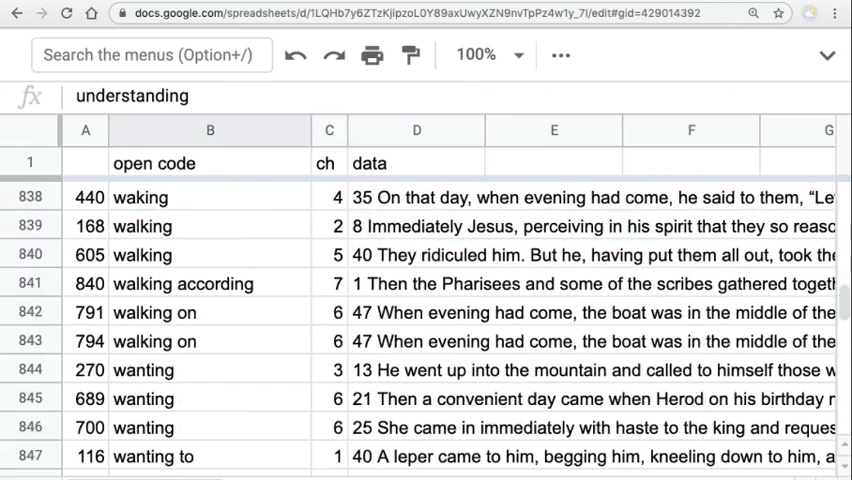 docs.google.com/spreadsheets/d/1LQHb7y6ZTzKjipzoL0Y89axUwyXZN9nvTpPz4w1y_7I/edit#gid=429014392
Search the menus (Option+/) 100%
fx understanding
A B C D E F G
1 open code ch data
838 440 waking 4 35 On that day, when evening had come, he said to them, “Le
839 168 walking 2 8 Immediately Jesus, perceiving in his spirit that they so reaso
840 605 walking 5 40 They ridiculed him. But he, having put them all out, took the
841 840 walking according 7 1 Then the Pharisees and some of the scribes gathered togeth
842 791 walking on 6 47 When evening had come, the boat was in the middle of the
843 794 walking on 6 47 When evening had come, the boat was in the middle of the
844 270 wanting 3 13 He went up into the mountain and called to himself those w
845 689 wanting 6 21 Then a convenient day came when Herod on his birthday m
846 700 wanting 6 25 She came in immediately with haste to the king and reques
847 116 wanting to 1 40 A leper came to him, begging him, kneeling down to him, a